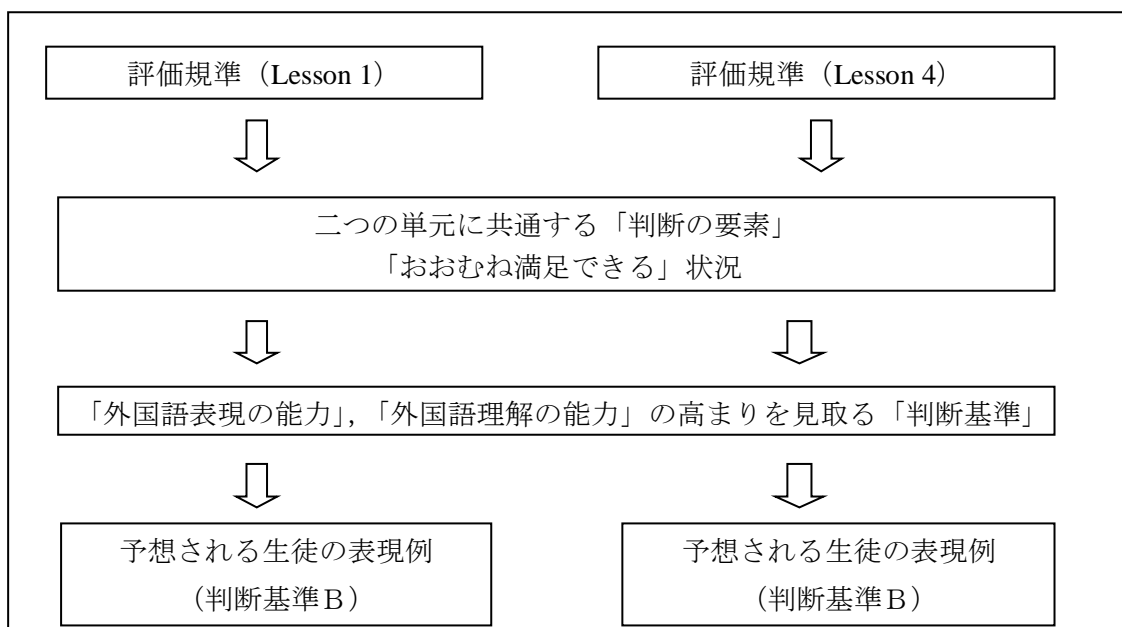 評価規準（Lesson 1）
評価規準（Lesson 4）
二つの単元に共通する「判断の要素」
「おおむね満足できる」状況
「外国語表現の能力」，「外国語理解の能力」の高まりを見取る「判断基準」
予想される生徒の表現例
（判断基準Ｂ）
予想される生徒の表現例
（判断基準Ｂ）